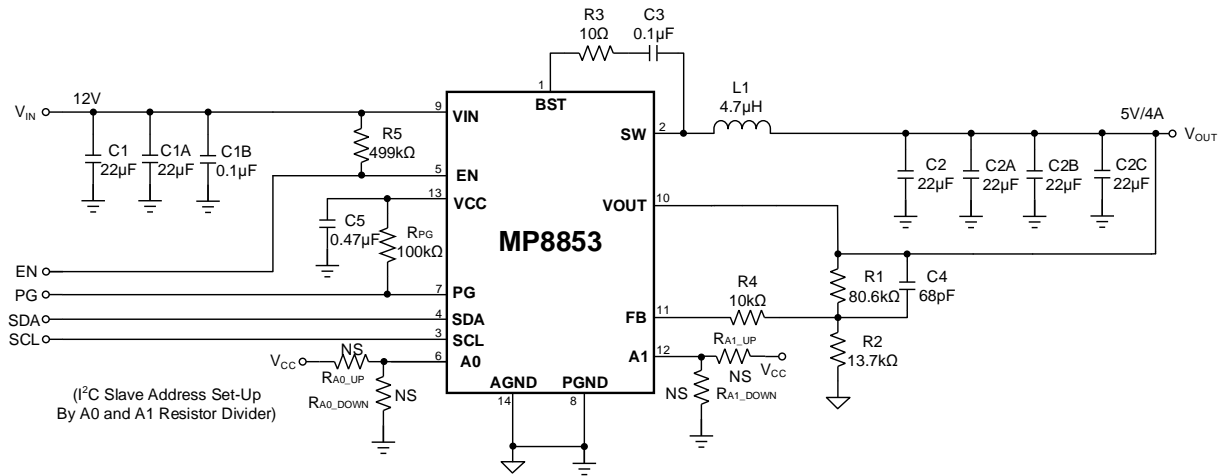 R3
10Ω
C3
0.1µF
1
BST
VIN
12V
9
VIN
C1
22µF
C1A
22µF
C1B
0.1µF
R5
499kΩ
5
EN
13
VCC
C5
0.47µF
RPG
100kΩ
EN
PG
7
PG
SDA
4
SDA
SCL
3
SCL
VCC
NS
6
A0
RA0_UP
RA0_DOWN
NS
(I²C Slave Address Set-Up
By A0 and A1 Resistor Divider)
MP8853
AGND
14
PGND
8
SW
2
L1
4.7µH
5V/4A
VOUT
C2
22µF
C2A
22µF
C2B
22µF
C2C
22µF
VOUT
10
R1
80.6kΩ
C4
68pF
R4
10kΩ
FB
11
R2
13.7kΩ
A1
12
RA1_UP
NS
VCC
NS
RA1_DOWN